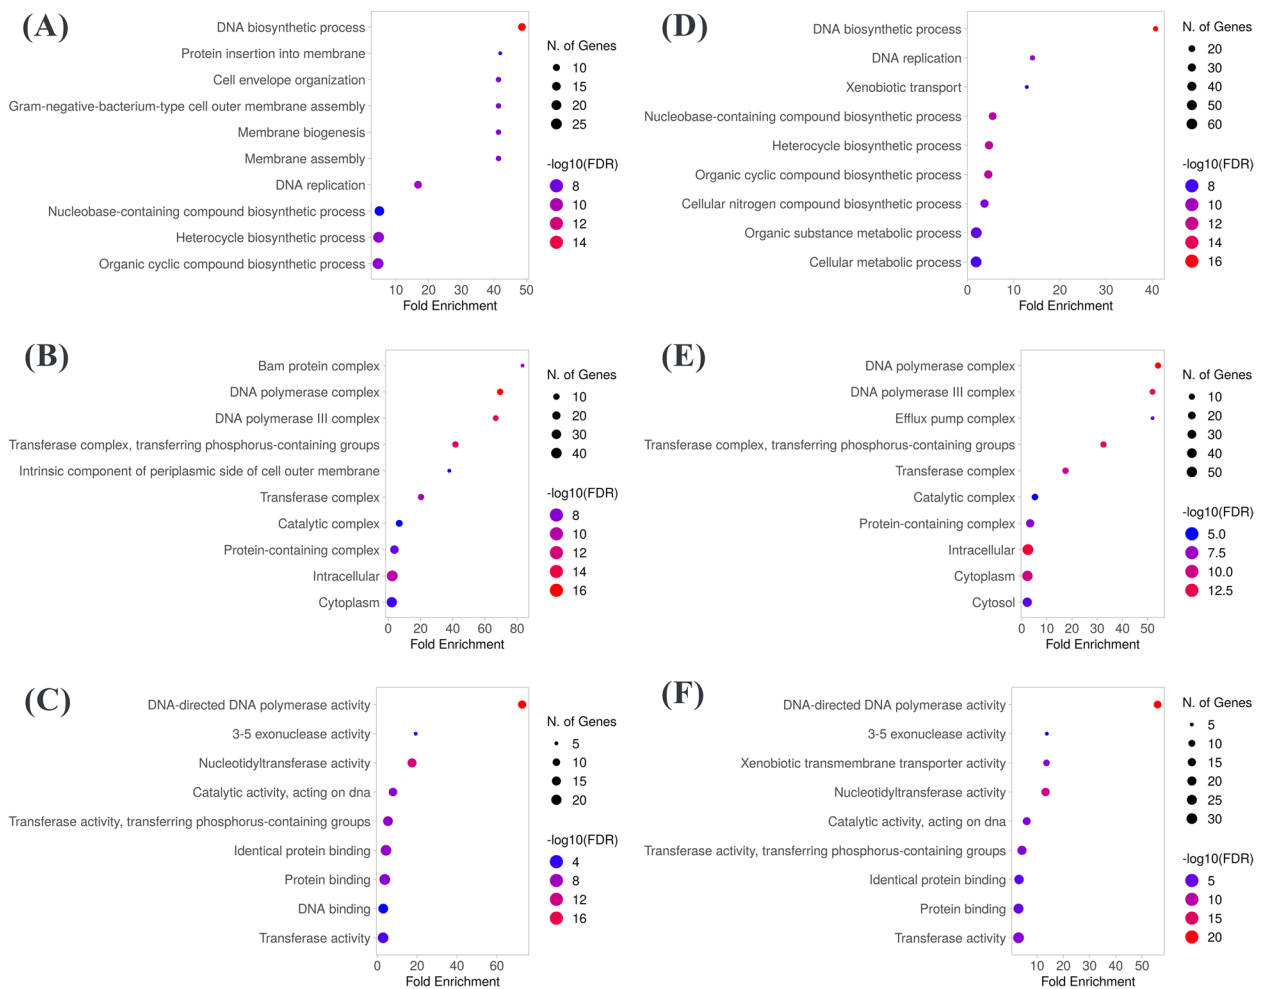 (A)
DNA biosynthetic process
Protein insertion into membrane
Cell envelope organization
Gram-negative-bacterium-type cell outer membrane assembly
Membrane biogenesis
Membrane assembly
DNA replication
Nucleobase-containing compound biosynthetic process
Heterocycle biosynthetic process
Organic cyclic compound biosynthetic process
10 20 30 40 50
Fold Enrichment
N. of Genes
10
15
20
25
-log10(FDR)
8
10
12
14
(D)
DNA biosynthetic process
DNA replication
Xenobiotic transport
Nucleobase-containing compound biosynthetic process
Heterocycle biosynthetic process
Organic cyclic compound biosynthetic process
Cellular nitrogen compound biosynthetic process
Organic substance metabolic process
Cellular metabolic process
0 10 20 30 40
Fold Enrichment
N. of Genes
20
30
40
50
60
-log10(FDR)
8
10
12
14
16
(B)
Bam protein complex
DNA polymerase complex
DNA polymerase III complex
Transferase complex, transferring phosphorus-containing groups
Intrinsic component of periplasmic side of cell outer membrane
Transferase complex
Catalytic complex
Protein-containing complex
Intracellular
Cytoplasm
0 20 40 60 80
Fold Enrichment
N. of Genes
10
20
30
40
-log10(FDR)
8
10
12
14
16
(E)
DNA polymerase complex
DNA polymerase III complex
Efflux pump complex
Transferase complex, transferring phosphorus-containing groups
Transferase complex
Catalytic complex
Protein-containing complex
Intracellular
Cytoplasm
Cytosol
0 10 20 30 40 50
Fold Enrichment
N. of Genes
10
20
30
40
50
-log10(FDR)
5.0
7.5
10.0
12.5
(C)
DNA-directed DNA polymerase activity
3-5 exonuclease activity
Nucleotidyltransferase activity
Catalytic activity, acting on dna
Transferase activity, transferring phosphorus-containing groups
Identical protein binding
Protein binding
DNA binding
Transferase activity
0 20 40 60
Fold Enrichment
N. of Genes
5
10
15
20
-log10(FDR)
4
8
12
16
(F)
DNA-directed DNA polymerase activity
3-5 exonuclease activity
Xenobiotic transmembrane transporter activity
Nucleotidyltransferase activity
Catalytic activity, acting on dna
Transferase activity, transferring phosphorus-containing groups
Identical protein binding
Protein binding
Transferase activity
10 20 30 40 50
Fold Enrichment
N. of Genes
5
10
15
20
25
30
-log10(FDR)
5
10
15
20